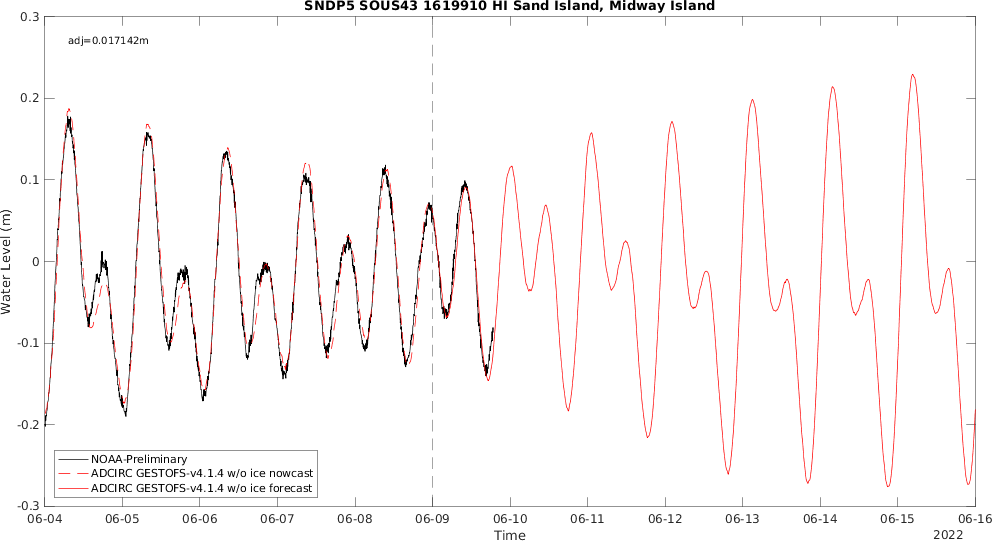 SNDP5 SOUS43 1619910 HI Sand Island, Midway Island
adj=0.017142m
0.3
0.2
0.1
0
-0.1
-0.2
-0.3
Water Level (m)
NOAA-Preliminary
ADCIRC GESTOFS-v4.1.4 w/o ice nowcast
ADCIRC GESTOFS-v4.1.4 w/o ice forecast
06-04 06-05 06-06 06-07 06-08 06-09 06-10 06-11 06-12 06-13 06-14 06-15 06-16
Time
2022